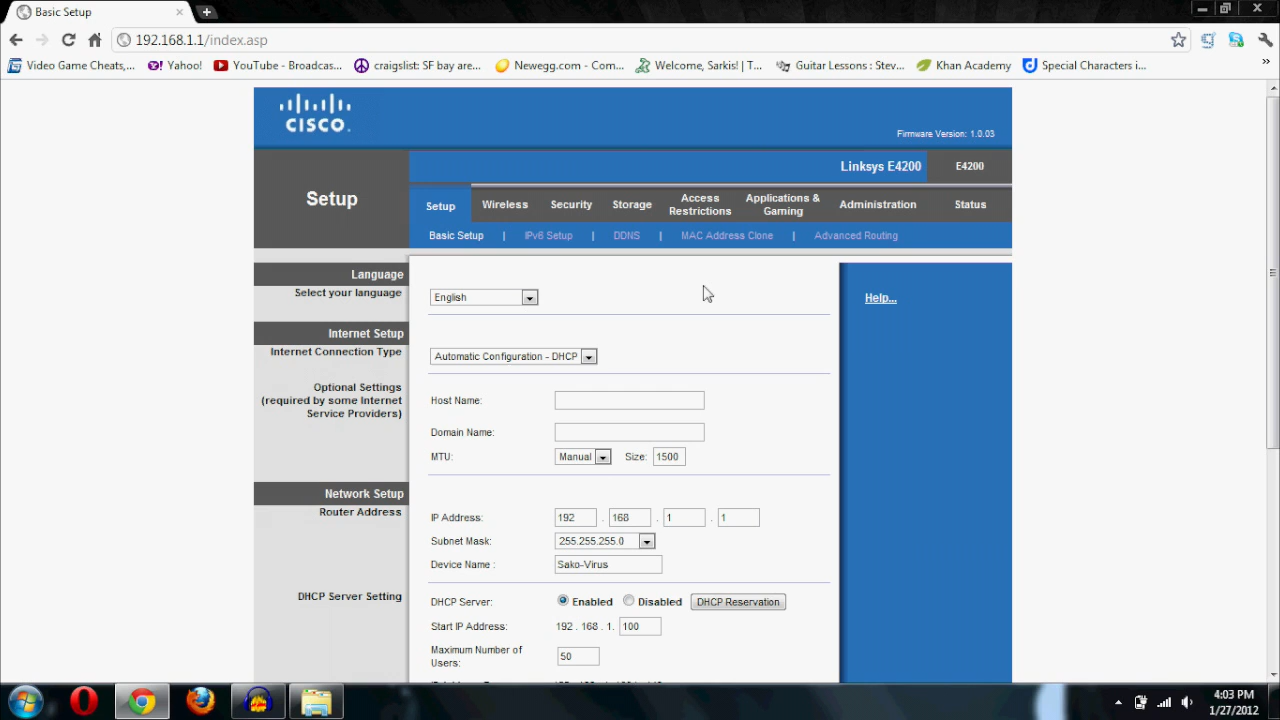 Basic Setup
192.168.1.1/index.asp
Video Game Cheats,...
Yahoo!
YouTube - Broadcas...
craigslist: SF bay are...
Newegg.com - Com...
Welcome, Sarkis! | T...
Guitar Lessons : Stev...
Khan Academy
Special Characters i...
CISCO.
Firmware Version: 1.0.03
Linksys E4200
E4200
Setup
Setup
Wireless
Security
Storage
Access Restrictions
Applications & Gaming
Administration
Status
Basic Setup | IPv6 Setup | DDNS | MAC Address Clone | Advanced Routing
Language
Select your language
English
Help...
Internet Setup
Internet Connection Type
Automatic Configuration - DHCP
Optional Settings
(required by some Internet
Service Providers)
Host Name:
Domain Name:
MTU: Manual Size: 1500
Network Setup
Router Address
IP Address: 192 . 168 . 1 . 1
Subnet Mask: 255.255.255.0
Device Name : Sako-Virus
DHCP Server Setting
DHCP Server: Enabled Disabled DHCP Reservation
Start IP Address: 192 . 168 . 1. 100
Maximum Number of
Users: 50
4:03 PM
1/27/2012